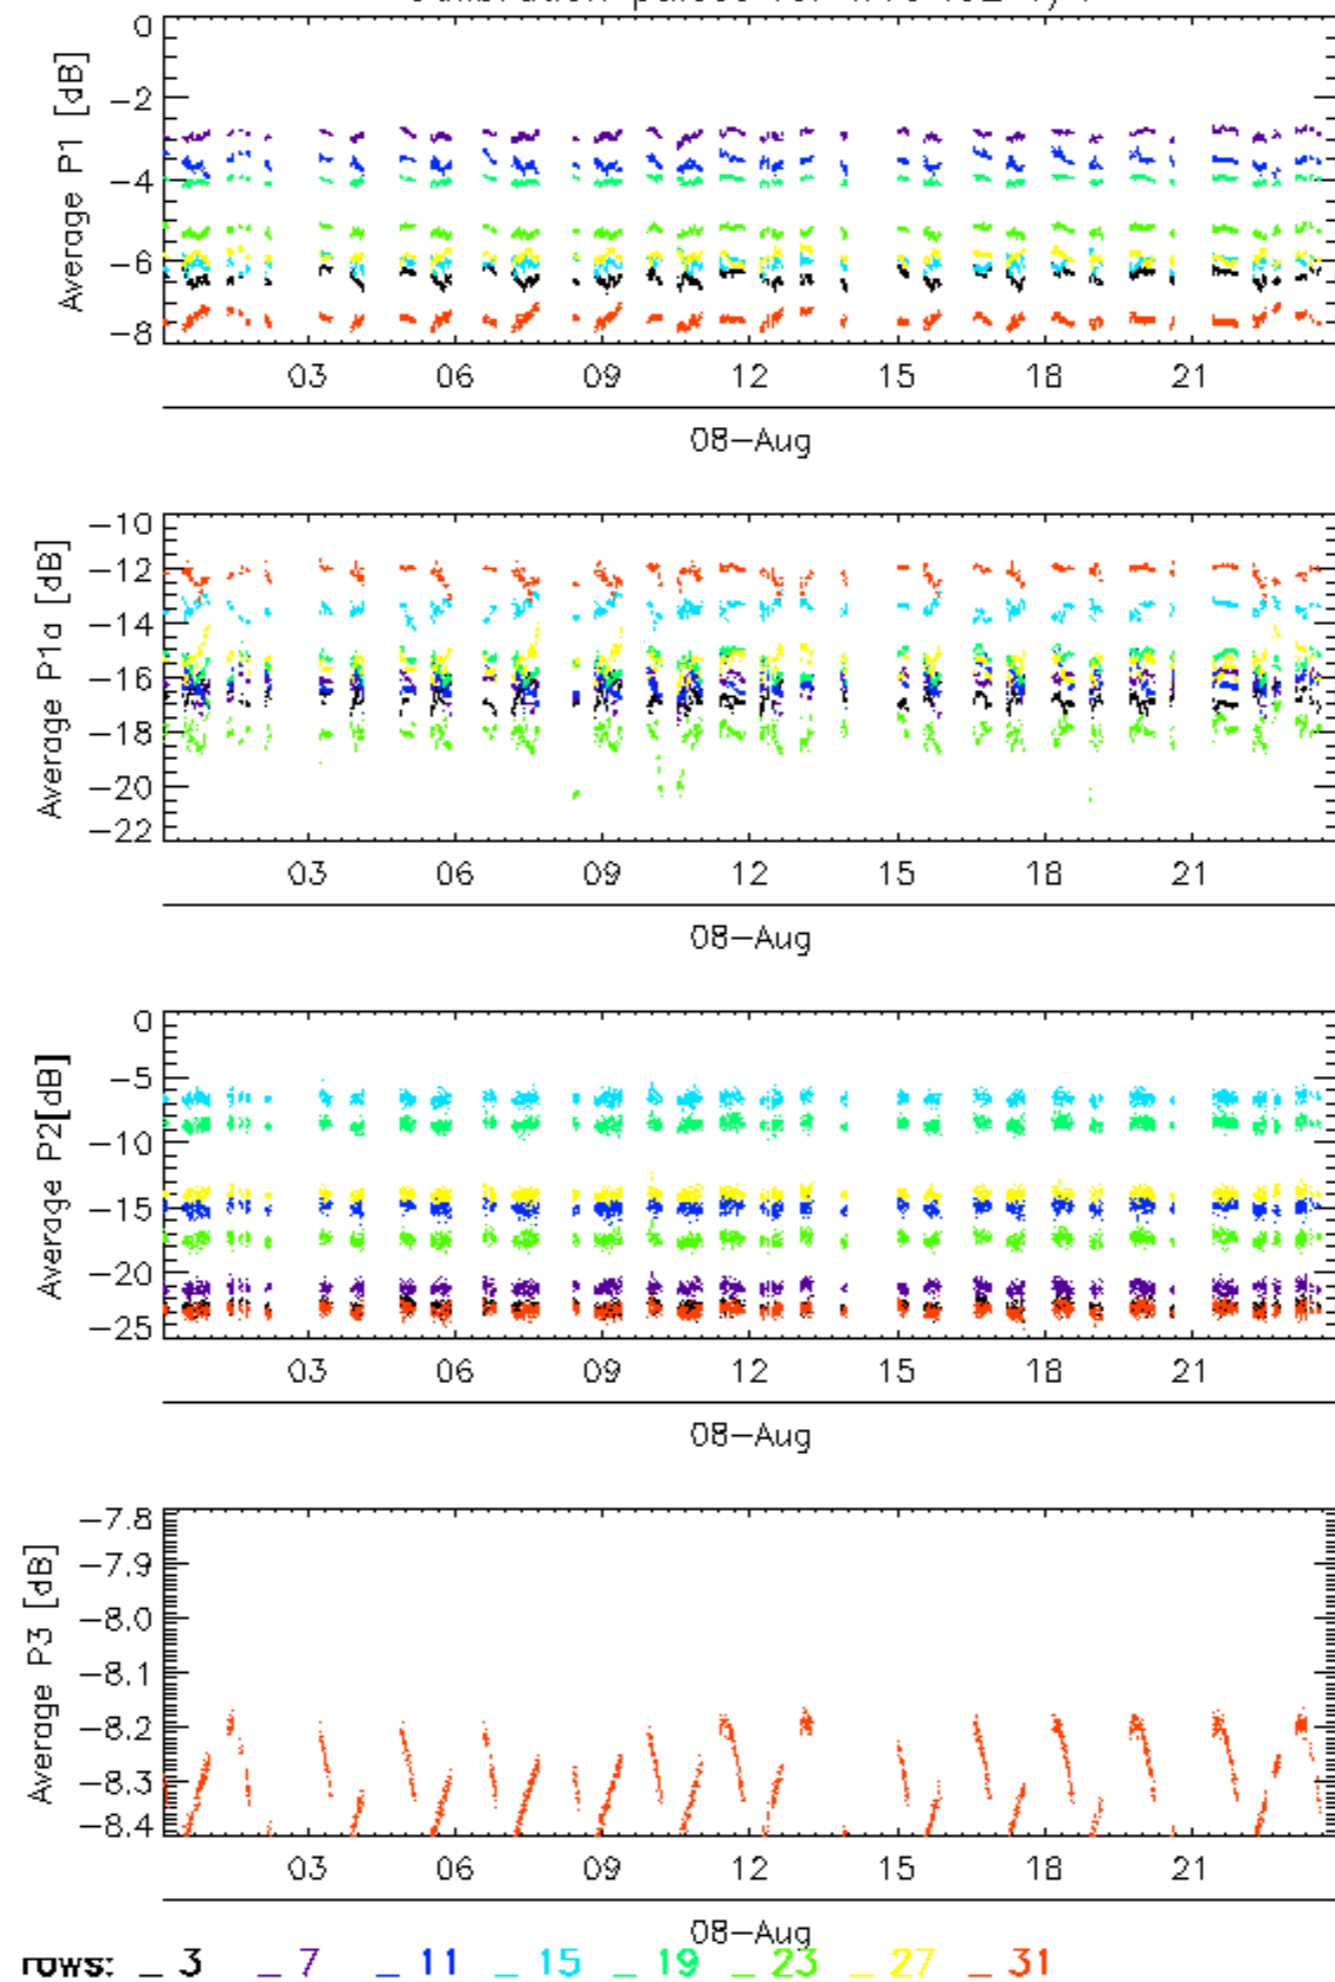 0
-2
-4
-6
-8
Average P1 [dB]
03 06 09 12 15 18 21
08-Aug
-10
-12
-14
-16
-18
-20
-22
Average P1a [dB]
03 06 09 12 15 18 21
08-Aug
0
-5
-10
-15
-20
-25
Average P2[dB]
03 06 09 12 15 18 21
08-Aug
-7.8
-7.9
-8.0
-8.1
-8.2
-8.3
-8.4
Average P3 [dB]
03 06 09 12 15 18 21
08-Aug
rows: _ 3 _ 7 _ 11 _ 15 _ 19 _ 23 _ 27 _ 31